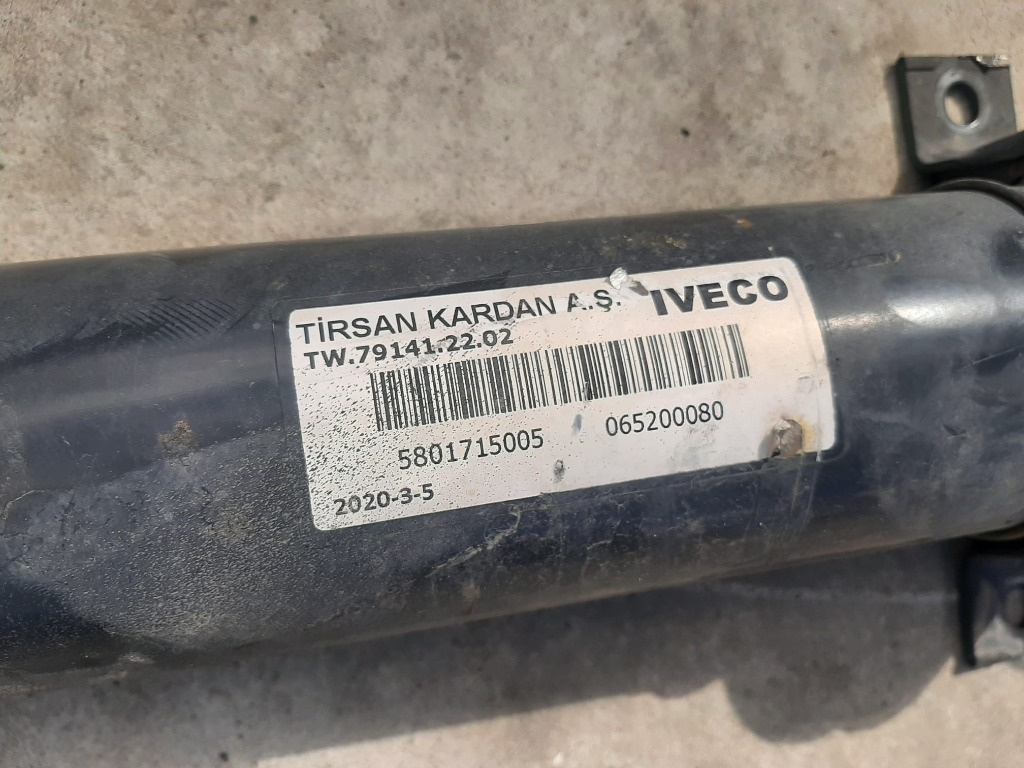 TİRSAN KARDAN A.Ş. IVECO
TW.79141.22.02
5801715005 065200080
2020-3-5